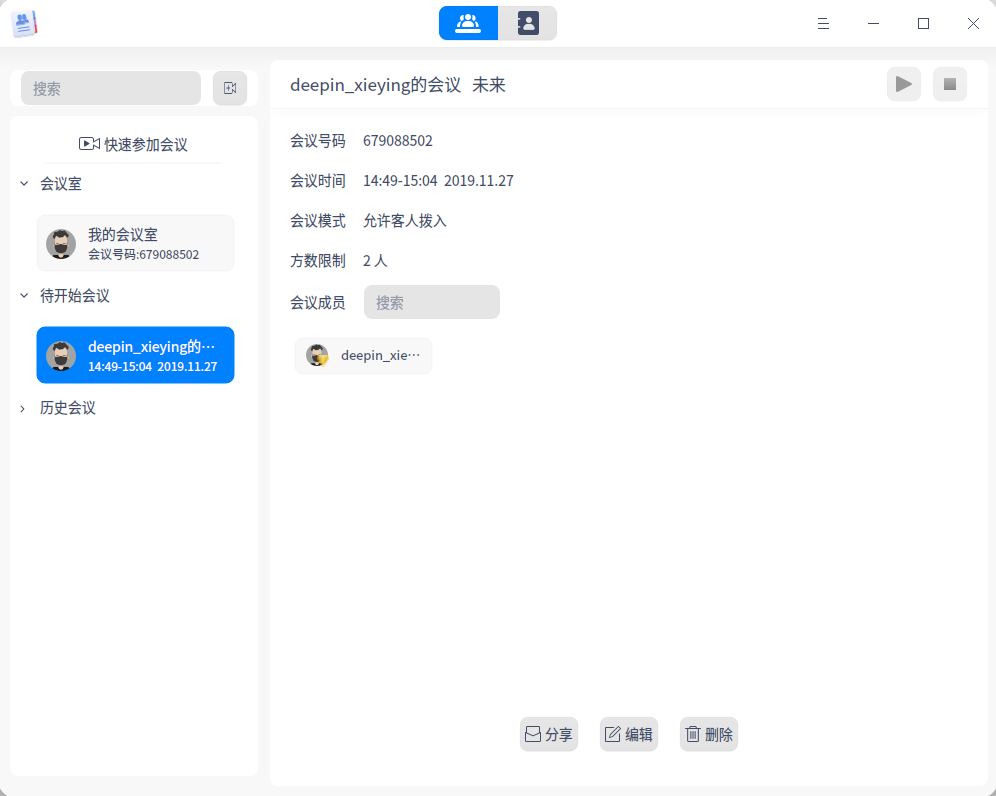 搜索
快速参加会议
会议室
我的会议室
会议号码:679088502
待开始会议
deepin_xieying的···
14:49-15:04 2019.11.27
历史会议
deepin_xieying的会议 未来
会议号码 679088502
会议时间 14:49-15:04 2019.11.27
会议模式 允许客人拨入
方数限制 2 人
会议成员 搜索
deepin_xie···
分享 编辑 删除